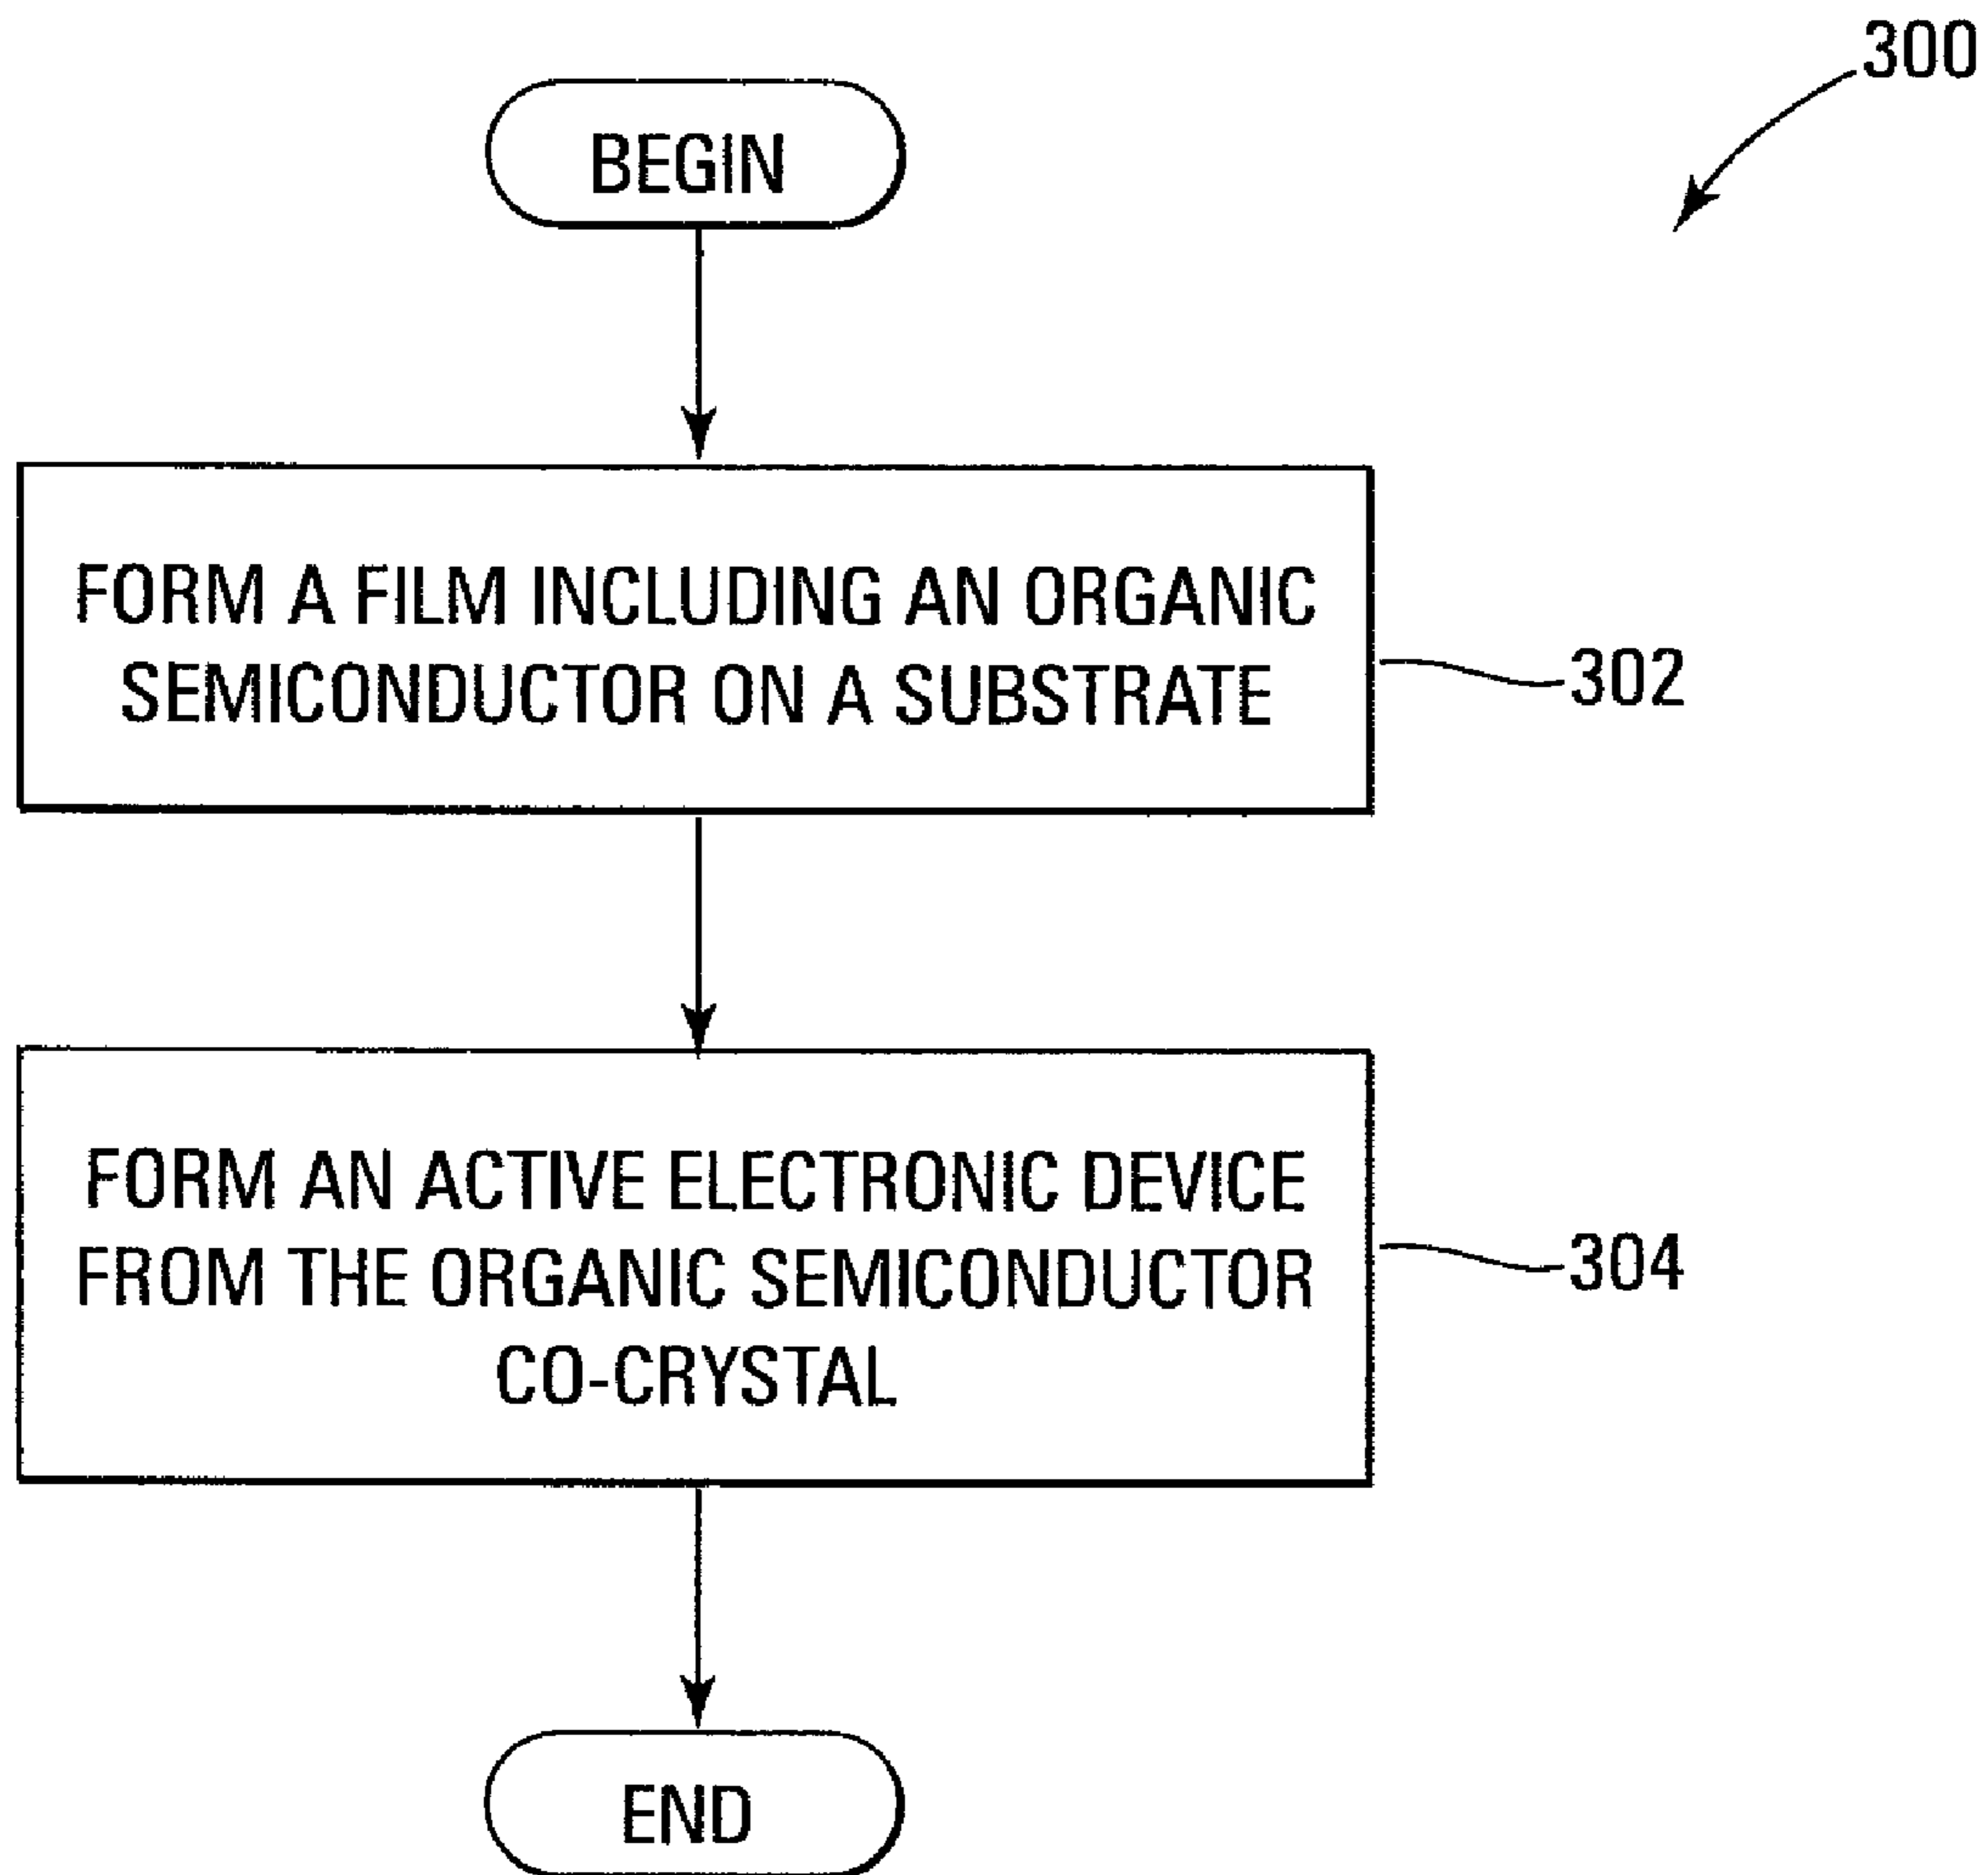 300
BEGIN
FORM A FILM INCLUDING AN ORGANIC
SEMICONDUCTOR ON A SUBSTRATE
302
FORM AN ACTIVE ELECTRONIC DEVICE
FROM THE ORGANIC SEMICONDUCTOR
CO-CRYSTAL
304
END